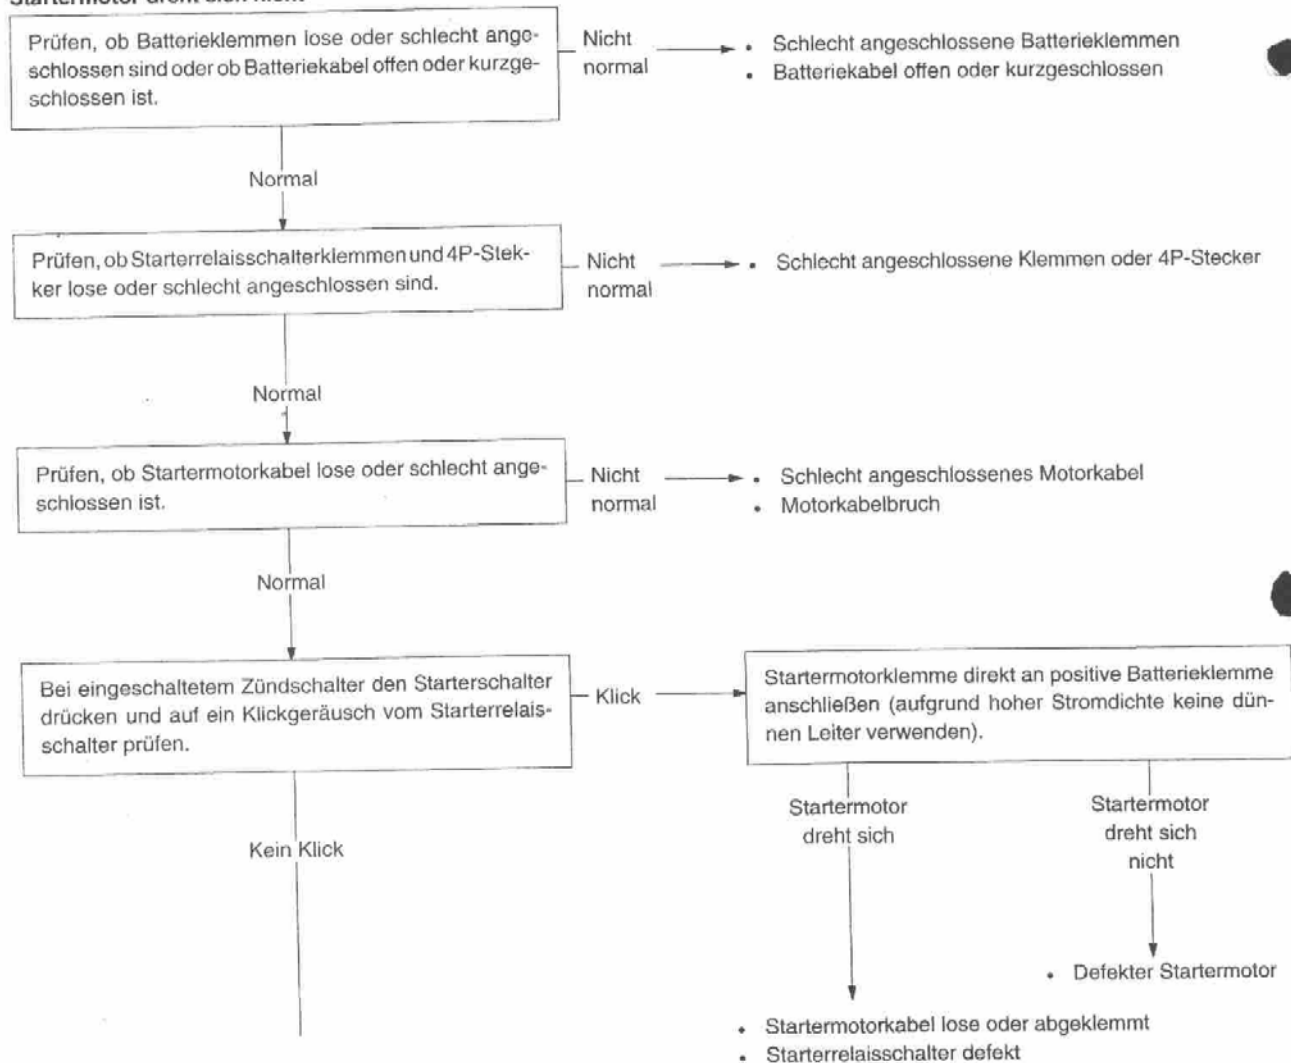 Startermotor dreht sich nicht
Prüfen, ob Batterieklemmen lose oder schlecht ange-
schlossen sind oder ob Batteriekabel offen oder kurzge-
schlossen ist.
Nicht
normal
• Schlecht angeschlossene Batterieklemmen
• Batteriekabel offen oder kurzgeschlossen
Normal
Prüfen, ob Starterrelaisschalterklemmen und 4P-Stek-
ker lose oder schlecht angeschlossen sind.
Nicht
normal
• Schlecht angeschlossene Klemmen oder 4P-Stecker
Normal
Prüfen, ob Startermotorkabel lose oder schlecht ange-
schlossen ist.
Nicht
normal
• Schlecht angeschlossenes Motorkabel
• Motorkabelbruch
Normal
Bei eingeschaltetem Zündschalter den Starterschalter
drücken und auf ein Klickgeräusch vom Starterrelais-
schalter prüfen.
Klick
Startermotorklemme direkt an positive Batterieklemme
anschließen (aufgrund hoher Stromdichte keine dün-
nen Leiter verwenden).
Kein Klick
Startermotor
dreht sich
Startermotor
dreht sich
nicht
• Defekter Startermotor
• Startermotorkabel lose oder abgeklemmt
• Starterrelaisschalter defekt